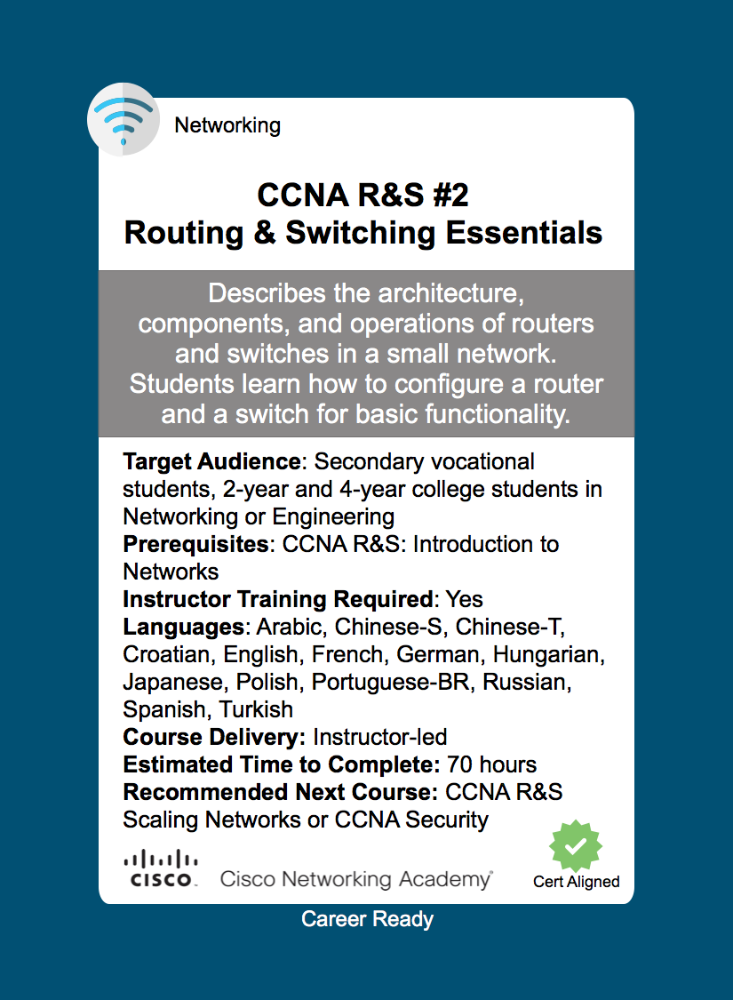 Networking
CCNA R&S #2
Routing & Switching Essentials
Describes the architecture,
components, and operations of routers
and switches in a small network.
Students learn how to configure a router
and a switch for basic functionality.
Target Audience: Secondary vocational
students, 2-year and 4-year college students in
Networking or Engineering
Prerequisites: CCNA R&S: Introduction to
Networks
Instructor Training Required: Yes
Languages: Arabic, Chinese-S, Chinese-T,
Croatian, English, French, German, Hungarian,
Japanese, Polish, Portuguese-BR, Russian,
Spanish, Turkish
Course Delivery: Instructor-led
Estimated Time to Complete: 70 hours
Recommended Next Course: CCNA R&S
Scaling Networks or CCNA Security
CISCO
Cisco Networking Academy
Cert Aligned
Career Ready